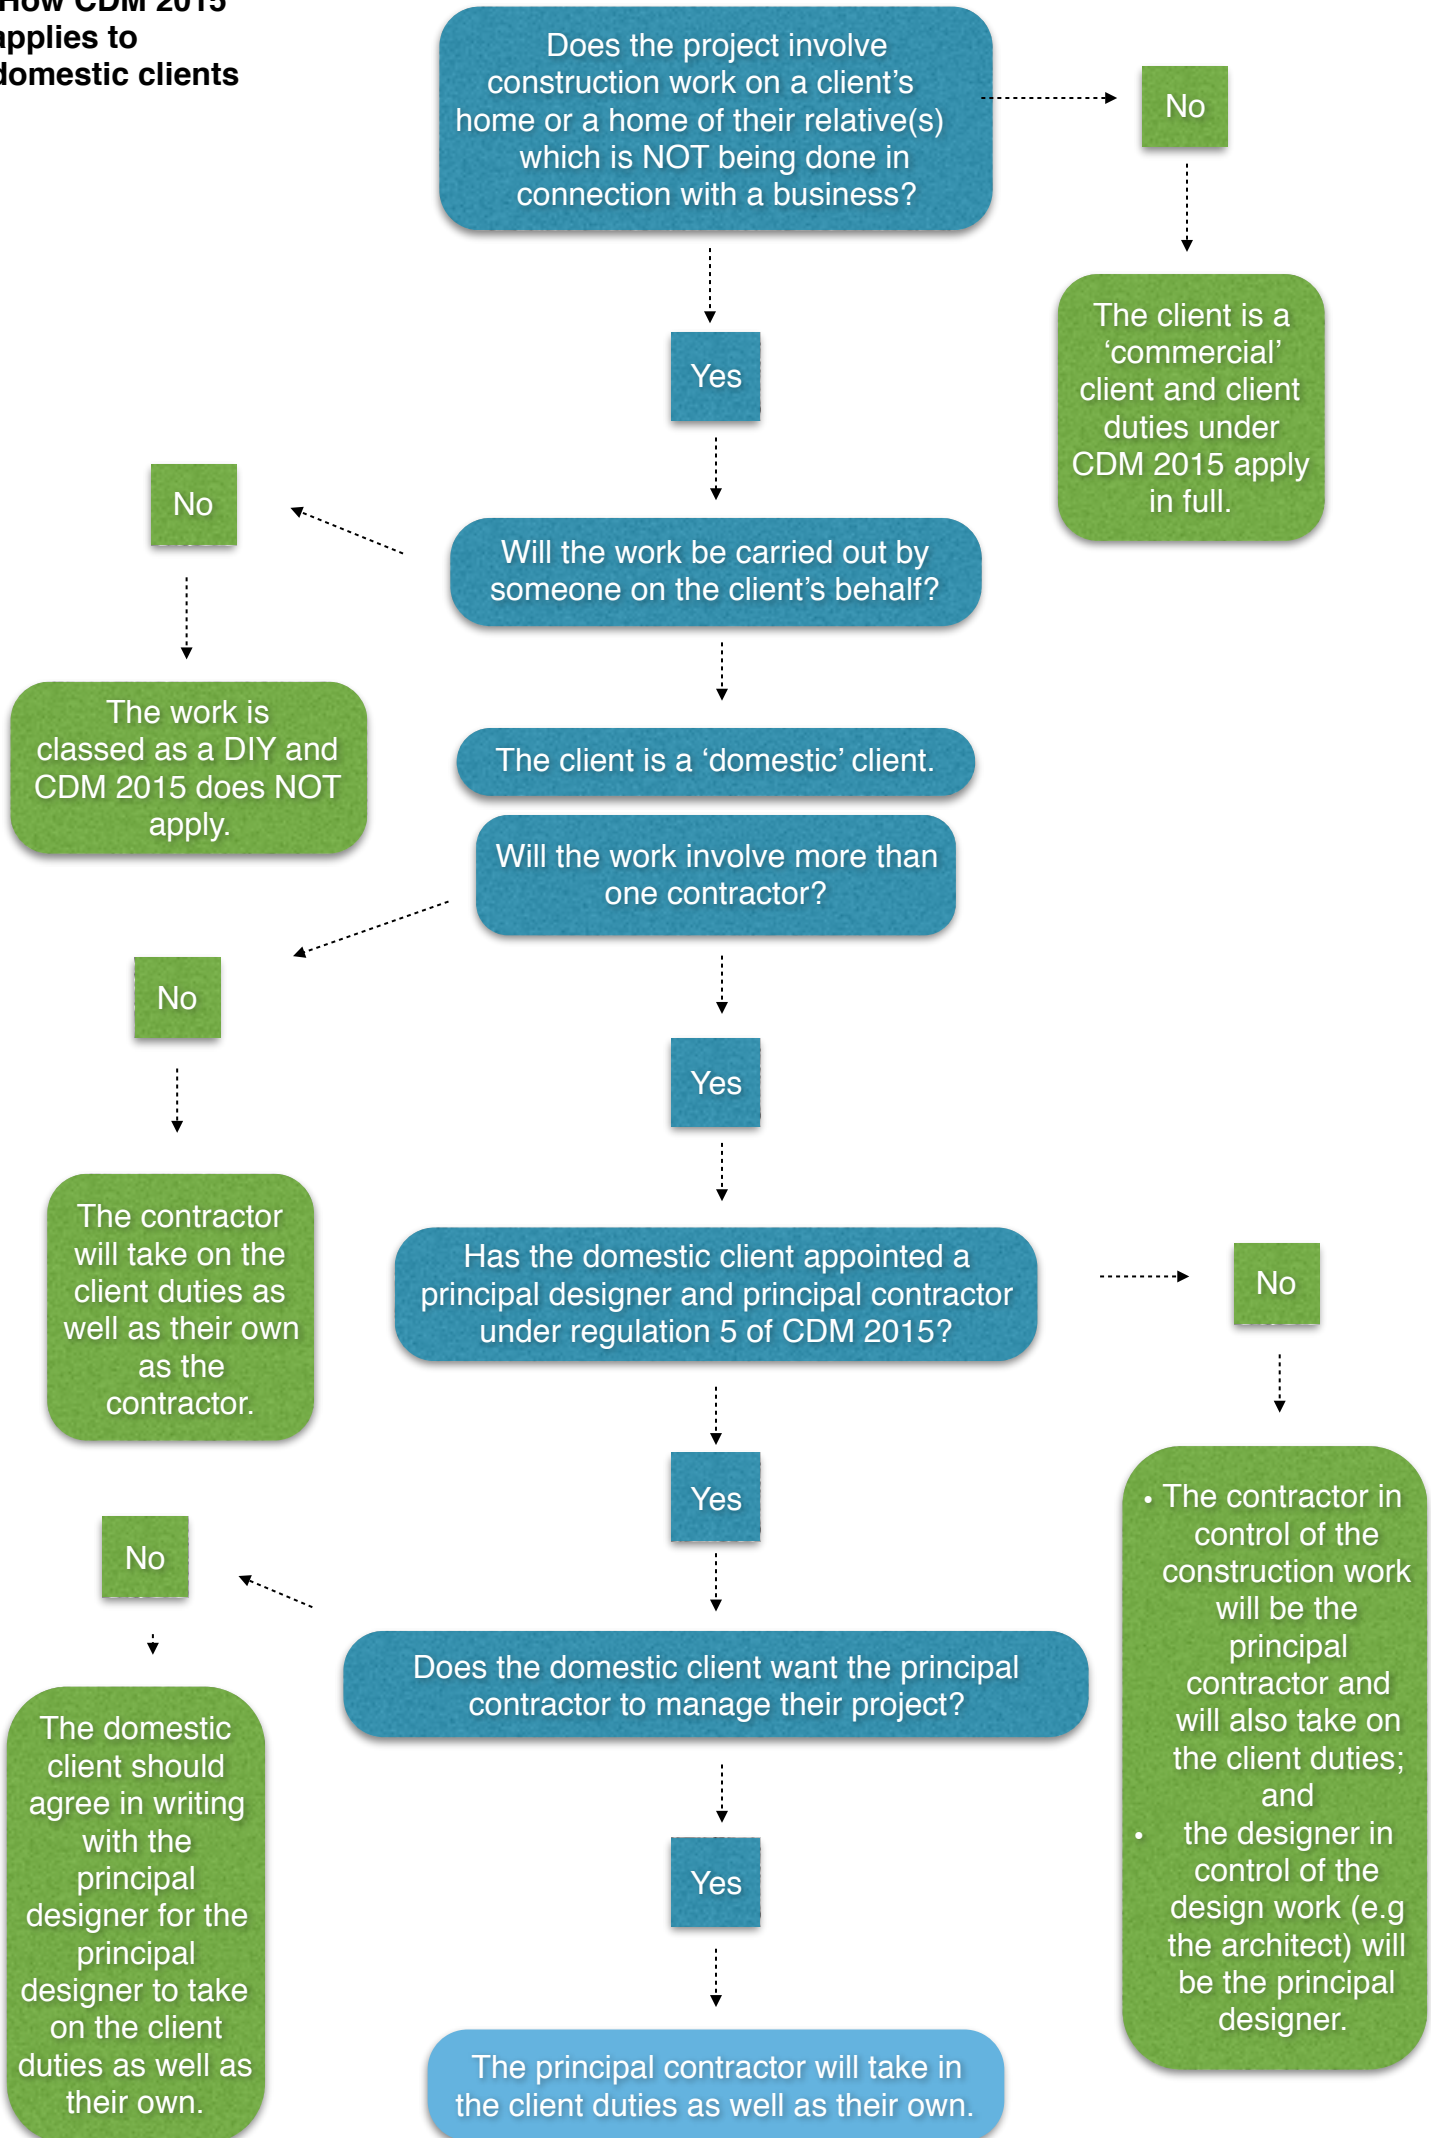 How CDM 2015
applies to
domestic clients
Does the project involve
construction work on a client's
home or a home of their relative(s)
which is NOT being done in
connection with a business?
No
The client is a
‘commercial’
client and client
duties under
CDM 2015 apply
in full.
Yes
No
Will the work be carried out by
someone on the client’s behalf?
The work is
classed as a DIY and
CDM 2015 does NOT
apply.
The client is a ‘domestic’ client.
Will the work involve more than
one contractor?
No
Yes
The contractor
will take on the
client duties as
well as their own
as the
contractor.
Has the domestic client appointed a
principal designer and principal contractor
under regulation 5 of CDM 2015?
No
• The contractor in
control of the
construction work
will be the
principal
contractor and
will also take on
the client duties;
and
• the designer in
control of the
design work (e.g
the architect) will
be the principal
designer.
Yes
No
Does the domestic client want the principal
contractor to manage their project?
The domestic
client should
agree in writing
with the
principal
designer for the
principal
designer to take
on the client
duties as well as
their own.
Yes
The principal contractor will take in
the client duties as well as their own.